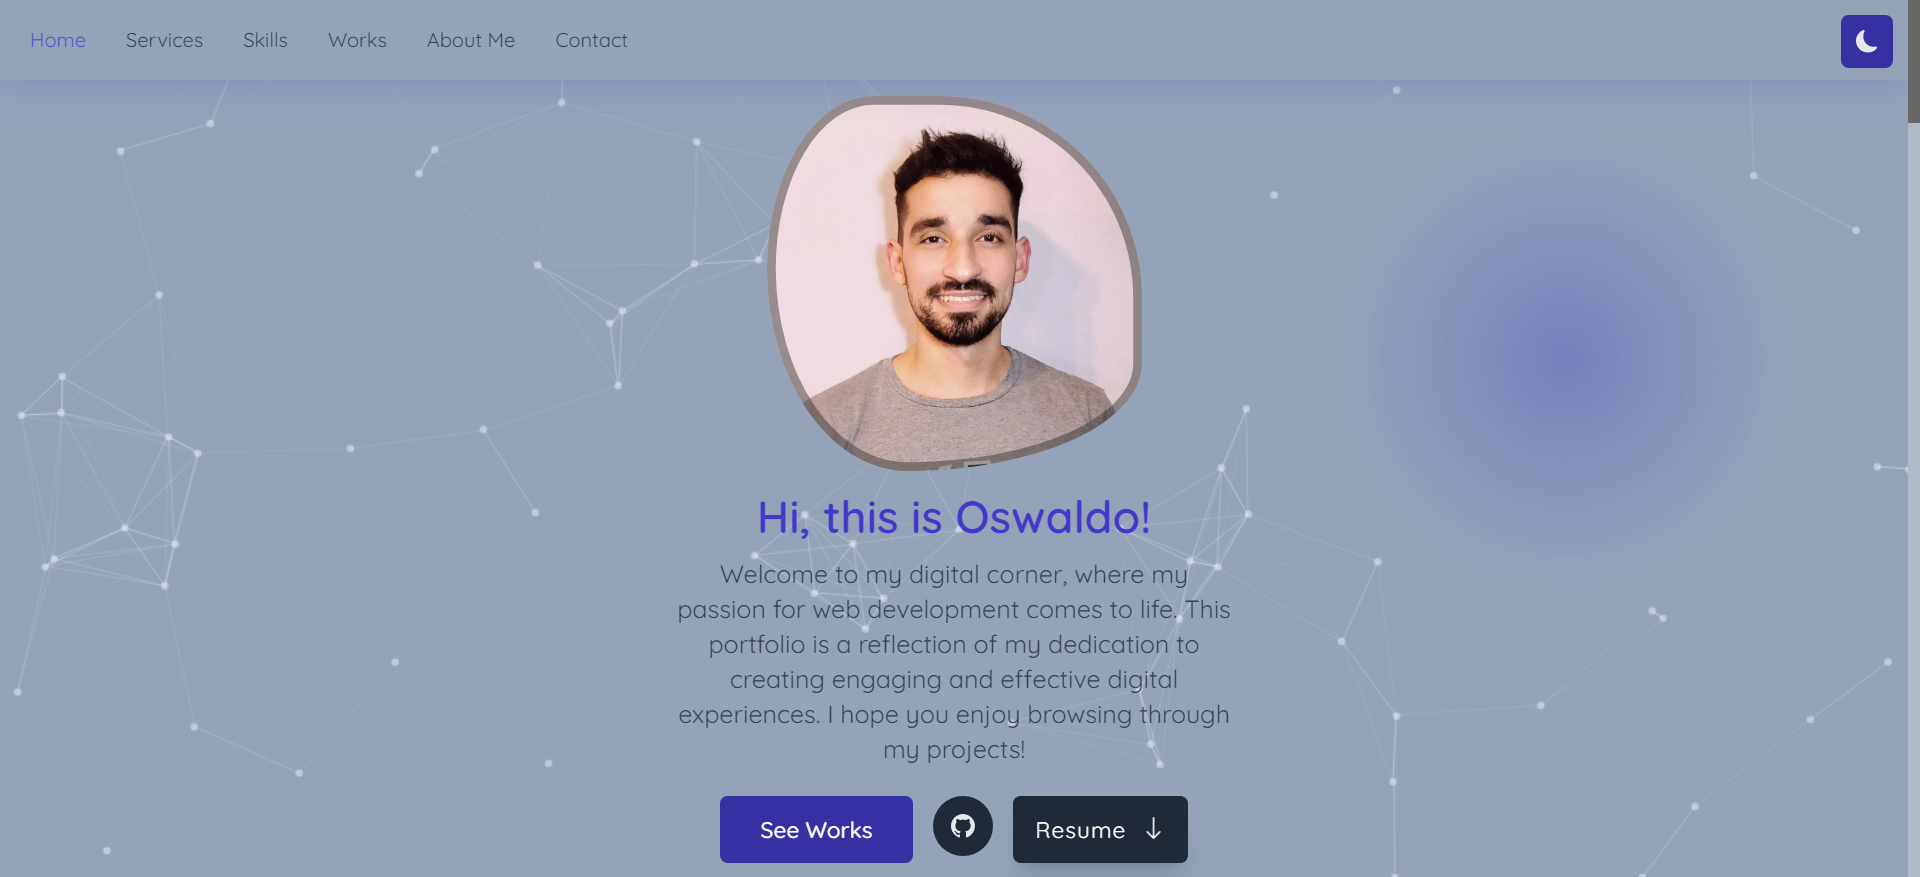 Home Services Skills Works About Me Contact
Hi, this is Oswaldo!
Welcome to my digital corner, where my
passion for web development comes to life. This
portfolio is a reflection of my dedication to
creating engaging and effective digital
experiences. I hope you enjoy browsing through
my projects!
See Works Resume ↓